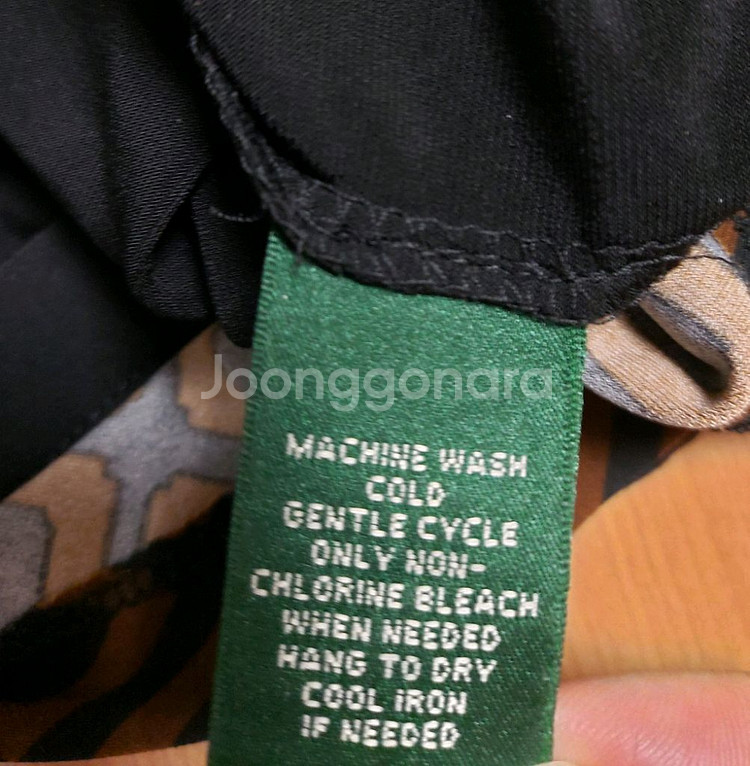 Joonggonara
MACHINE WASH
COLD
GENTLE CYCLE
ONLY NON-
CHLORINE BLEACH
WHEN NEEDED
HANG TO DRY
COOL IRON
IF NEEDED